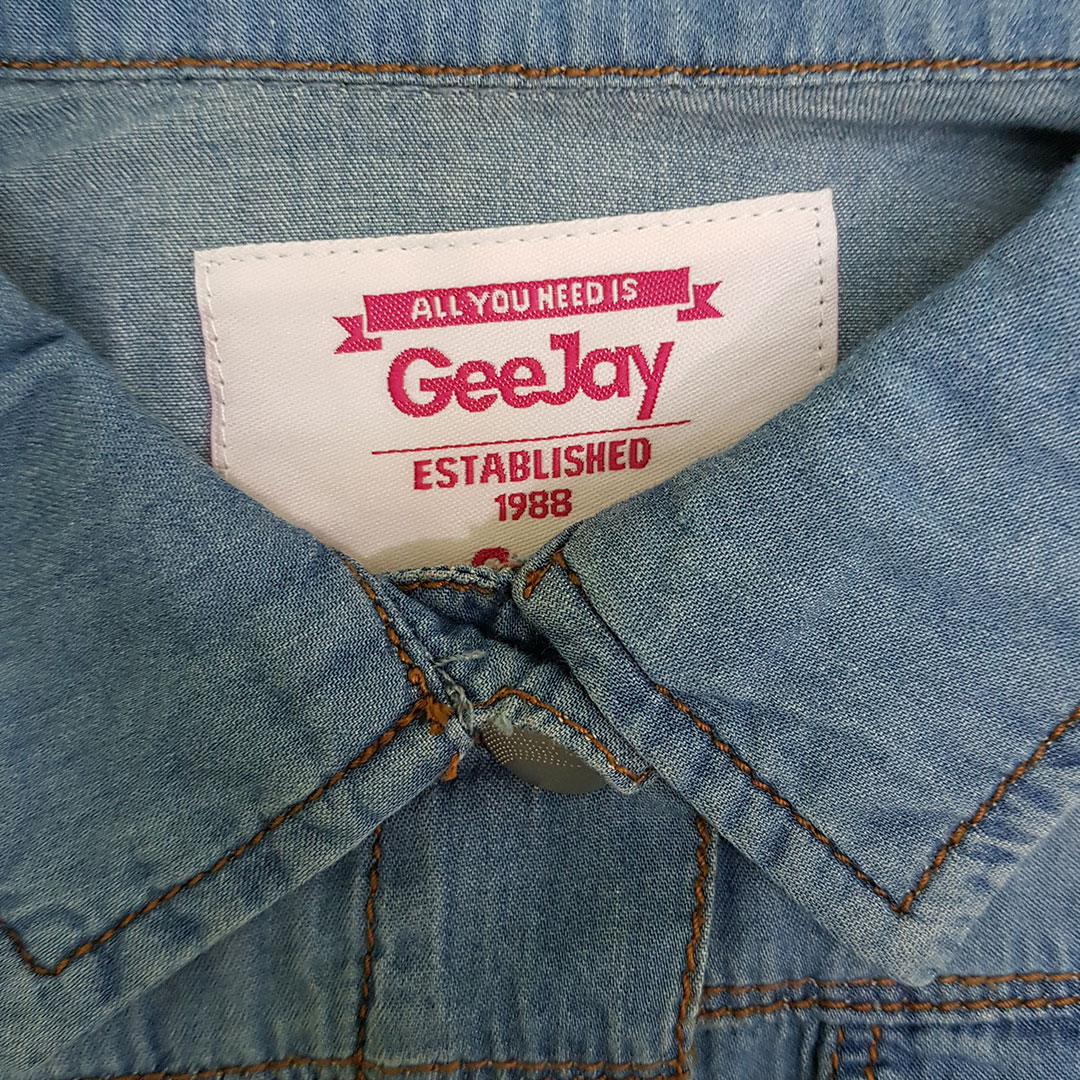 ALL YOU NEED IS
GeeJay
ESTABLISHED
1988